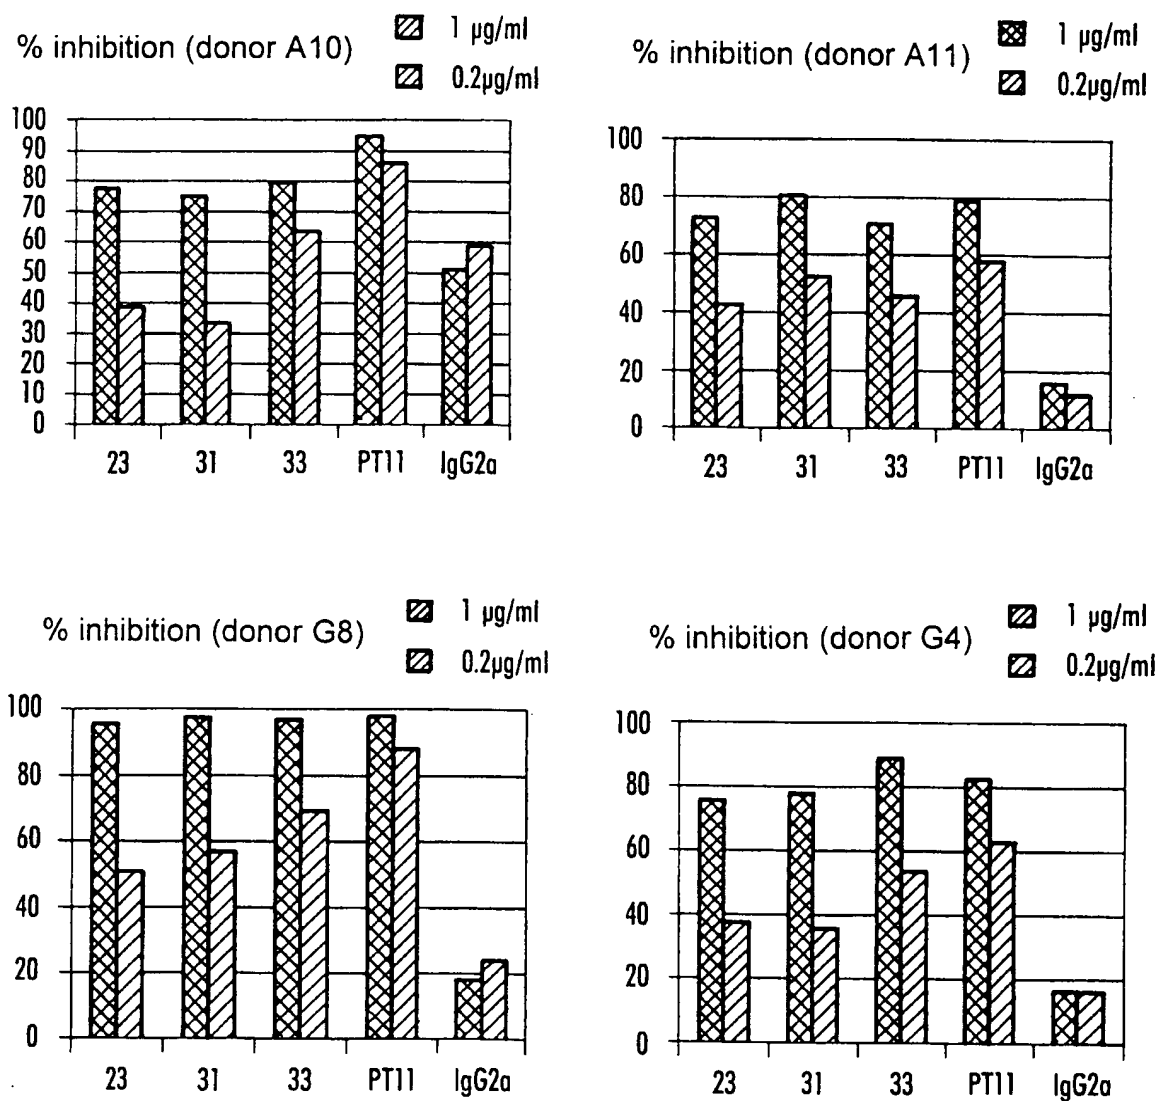 % inhibition (donor A10)
1 µg/ml
0.2µg/ml
100
90
80
70
60
50
40
30
20
10
0
23 31 33 PT11 IgG2a
% inhibition (donor A11)
1 µg/ml
0.2µg/ml
100
80
60
40
20
0
23 31 33 PT11 IgG2a
% inhibition (donor G8)
1 µg/ml
0.2µg/ml
100
80
60
40
20
0
23 31 33 PT11 IgG2a
% inhibition (donor G4)
1 µg/ml
0.2µg/ml
100
80
60
40
20
0
23 31 33 PT11 IgG2a